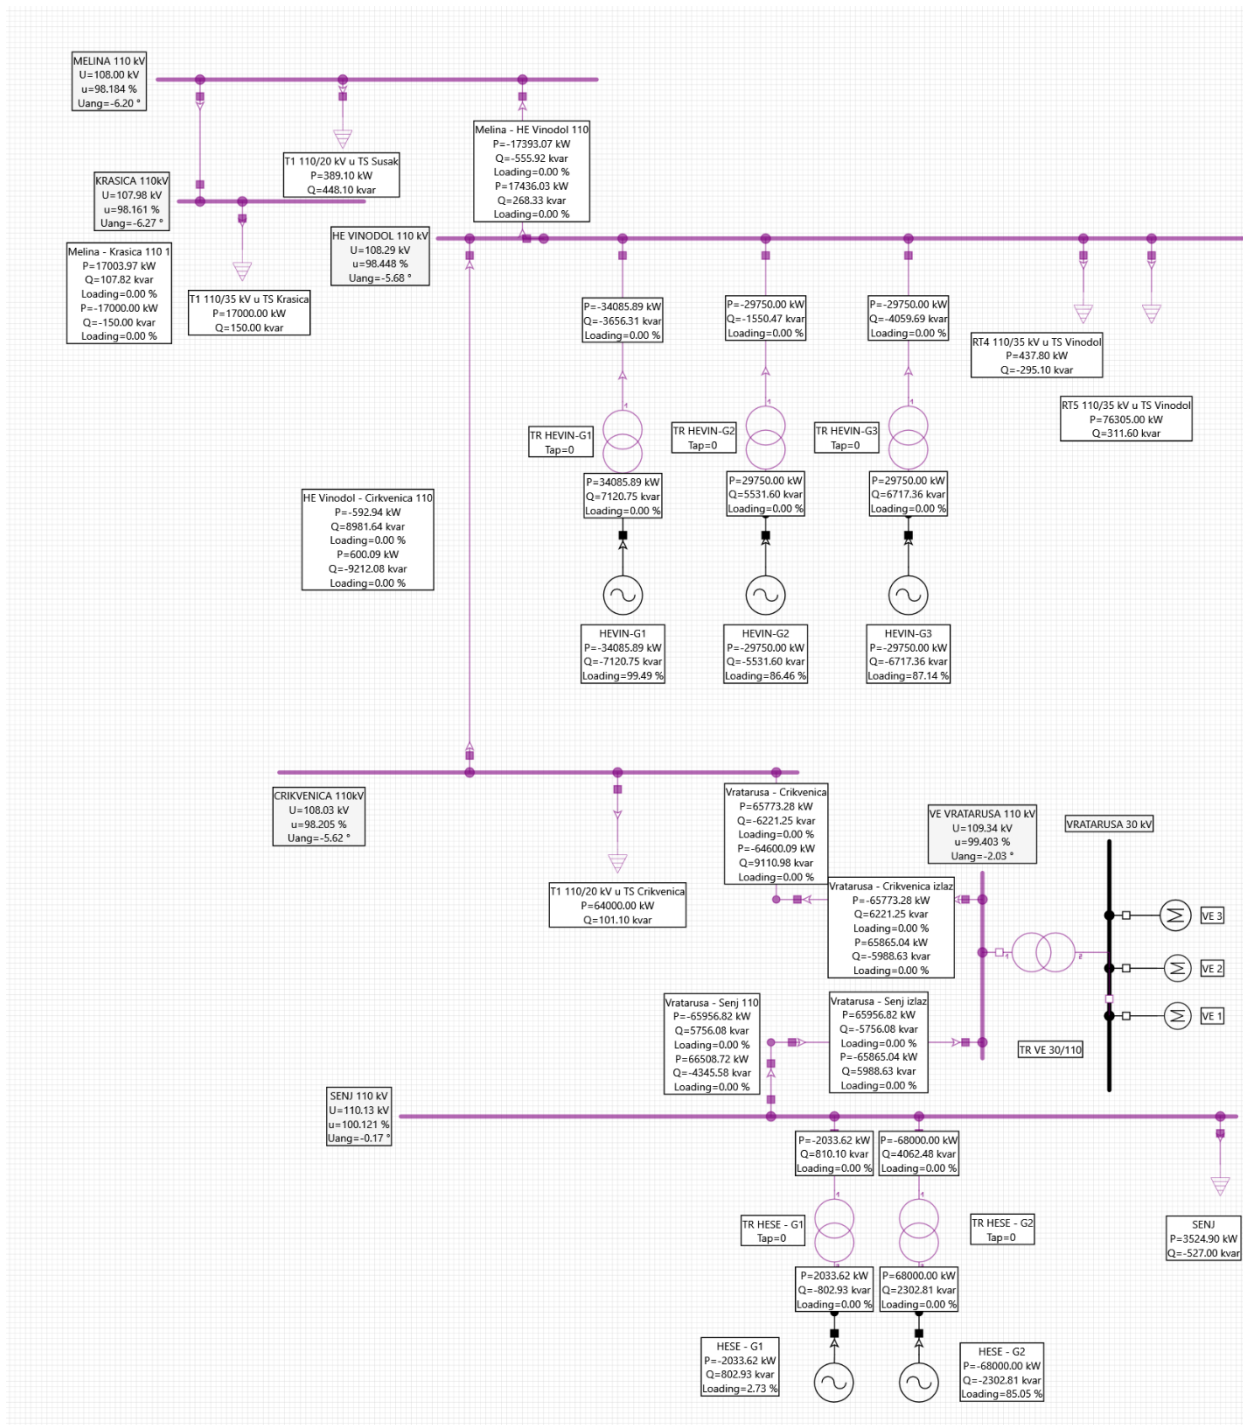 MELINA 110 kV
U=108.00 kV
u=98.184 %
Uang=-6.20 °
T1 110/20 kV u TS Susak
P=389.10 kW
Q=448.10 kvar
Melina - HE Vinodol 110
P=-17393.07 kW
Q=-555.92 kvar
Loading=0.00 %
P=17436.03 kW
Q=268.33 kvar
Loading=0.00 %
KRASICA 110kV
U=107.98 kV
u=98.161 %
Uang=-6.27 °
Melina - Krasica 110 1
P=17003.97 kW
Q=107.82 kvar
Loading=0.00 %
P=-17000.00 kW
Q=-150.00 kvar
Loading=0.00 %
T1 110/35 kV u TS Krasica
P=17000.00 kW
Q=150.00 kvar
HE VINODOL 110 kV
U=108.29 kV
u=98.448 %
Uang=-5.68 °
P=-34085.89 kW
Q=-3656.31 kvar
Loading=0.00 %
P=-29750.00 kW
Q=-1550.47 kvar
Loading=0.00 %
P=-29750.00 kW
Q=-4059.69 kvar
Loading=0.00 %
RT4 110/35 kV u TS Vinodol
P=437.80 kW
Q=-295.10 kvar
RT5 110/35 kV u TS Vinodol
P=76305.00 kW
Q=311.60 kvar
TR HEVIN-G1
Tap=0
TR HEVIN-G2
Tap=0
TR HEVIN-G3
Tap=0
P=34085.89 kW
Q=7120.75 kvar
Loading=0.00 %
P=29750.00 kW
Q=5531.60 kvar
Loading=0.00 %
P=29750.00 kW
Q=6717.36 kvar
Loading=0.00 %
HE Vinodol - Cirkvenica 110
P=-592.94 kW
Q=8981.64 kvar
Loading=0.00 %
P=600.09 kW
Q=-9212.08 kvar
Loading=0.00 %
HEVIN-G1
P=-34085.89 kW
Q=-7120.75 kvar
Loading=99.49 %
HEVIN-G2
P=-29750.00 kW
Q=-5531.60 kvar
Loading=86.46 %
HEVIN-G3
P=-29750.00 kW
Q=-6717.36 kvar
Loading=87.14 %
CRIKVENICA 110kV
U=108.03 kV
u=98.205 %
Uang=-5.62 °
T1 110/20 kV u TS Crikvenica
P=64000.00 kW
Q=101.10 kvar
Vratarusa - Crikvenica
P=65773.28 kW
Q=-6221.25 kvar
Loading=0.00 %
P=-64600.09 kW
Q=9110.98 kvar
Loading=0.00 %
VE VRATARUSA 110 kV
U=109.34 kV
u=99.403 %
Uang=-2.03 °
VRATARUSA 30 kV
Vratarusa - Crikvenica izlaz
P=-65773.28 kW
Q=6221.25 kvar
Loading=0.00 %
P=65865.04 kW
Q=-5988.63 kvar
Loading=0.00 %
M
VE 3
M
VE 2
M
VE 1
TR VE 30/110
Vratarusa - Senj 110
P=-65956.82 kW
Q=5756.08 kvar
Loading=0.00 %
P=66508.72 kW
Q=-4345.58 kvar
Loading=0.00 %
Vratarusa - Senj izlaz
P=65956.82 kW
Q=-5756.08 kvar
Loading=0.00 %
P=-65865.04 kW
Q=5988.63 kvar
Loading=0.00 %
SENJ 110 kV
U=110.13 kV
u=100.121 %
Uang=-0.17 °
P=-2033.62 kW
Q=810.10 kvar
Loading=0.00 %
P=-68000.00 kW
Q=4062.48 kvar
Loading=0.00 %
TR HESE - G1
Tap=0
TR HESE - G2
Tap=0
SENJ
P=3524.90 kW
Q=-527.00 kvar
P=2033.62 kW
Q=-802.93 kvar
Loading=0.00 %
P=68000.00 kW
Q=2302.81 kvar
Loading=0.00 %
HESE - G1
P=-2033.62 kW
Q=802.93 kvar
Loading=2.73 %
HESE - G2
P=-68000.00 kW
Q=-2302.81 kvar
Loading=85.05 %